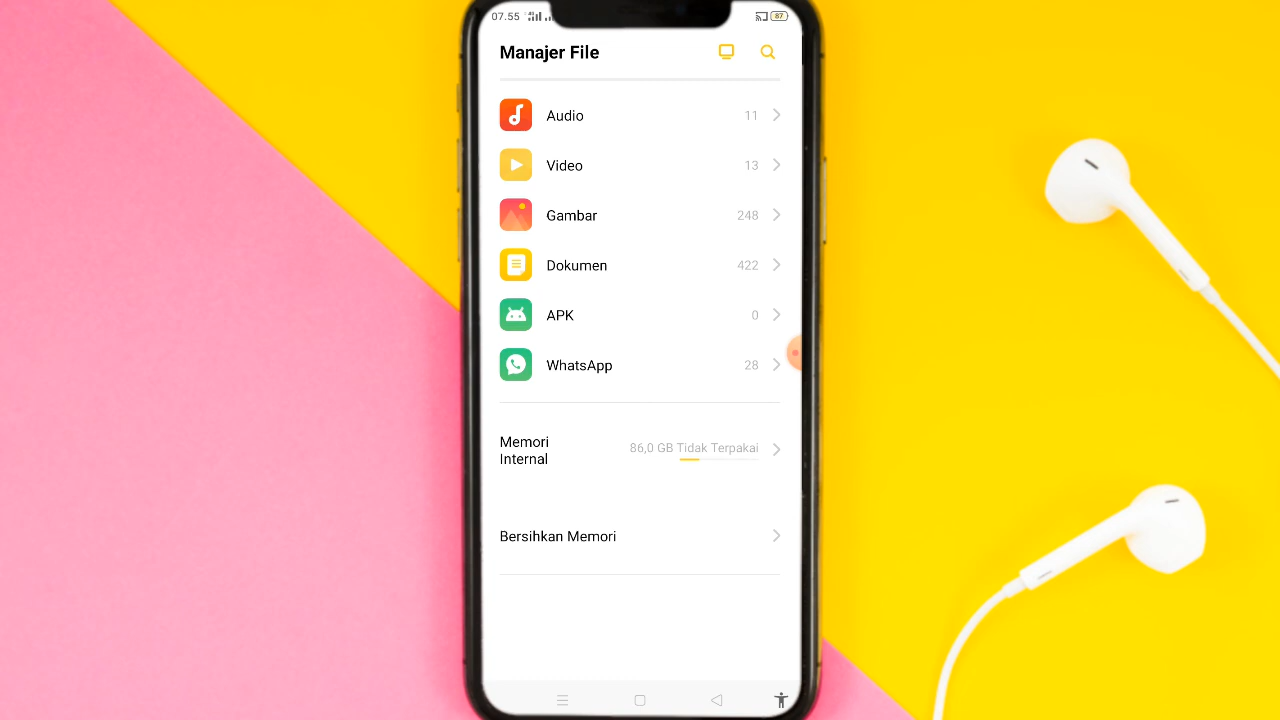 07.55
87
Manajer File
Audio 11
Video 13
Gambar 248
Dokumen 422
APK 0
WhatsApp 28
Memori
Internal
86,0 GB Tidak Terpakai
Bersihkan Memori